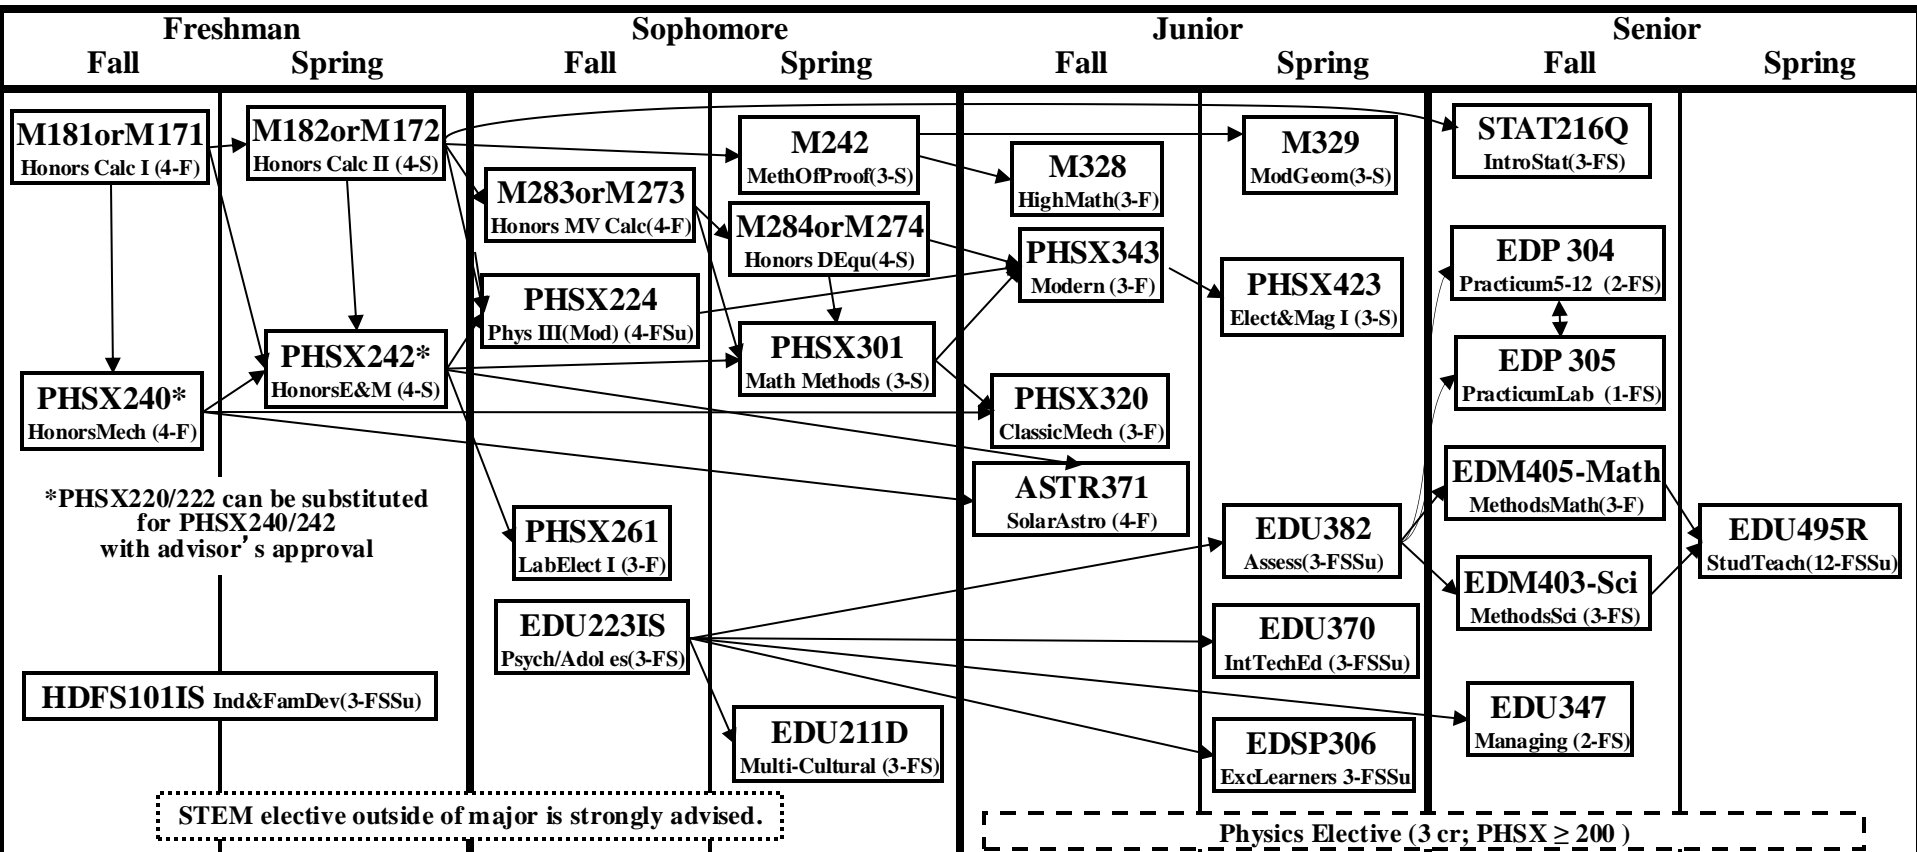 Freshman
Sophomore
Junior
Senior
Fall
Spring
Fall
Spring
Fall
Spring
Fall
Spring
M181orM171
Honors Calc I (4-F)
PHSX240*
HonorsMech (4-F)
M182orM172
Honors Calc II (4-S)
PHSX242*
HonorsE&M (4-S)
*PHSX220/222 can be substituted
for PHSX240/242
with advisor’s approval
HDFS101IS Ind&FamDev(3-FSSu)
M283orM273
Honors MV Calc(4-F)
PHSX224
Phys III(Mod) (4-FSu)
PHSX261
LabElect I (3-F)
EDU223IS
Psych/Adoles(3-FS)
M242
MethOfProof(3-S)
M284orM274
Honors DEqu(4-S)
PHSX301
Math Methods (3-S)
EDU211D
Multi-Cultural (3-FS)
STEM elective outside of major is strongly advised.
M328
HighMath(3-F)
PHSX343
Modern (3-F)
PHSX320
ClassicMech (3-F)
ASTR371
SolarAstro (4-F)
M329
ModGeom(3-S)
PHSX423
Elect&Mag I (3-S)
EDU382
Assess(3-FSSu)
EDU370
IntTechEd (3-FSSu)
EDSP306
ExcLearners 3-FSSu
STAT216Q
IntroStat(3-FS)
EDP 304
Practicum5-12 (2-FS)
EDP 305
PracticumLab (1-FS)
EDM405-Math
MethodsMath(3-F)
EDM403-Sci
MethodsSci (3-FS)
EDU347
Managing (2-FS)
EDU495R
StudTeach(12-FSSu)
Physics Elective (3 cr; PHSX ≥ 200 )